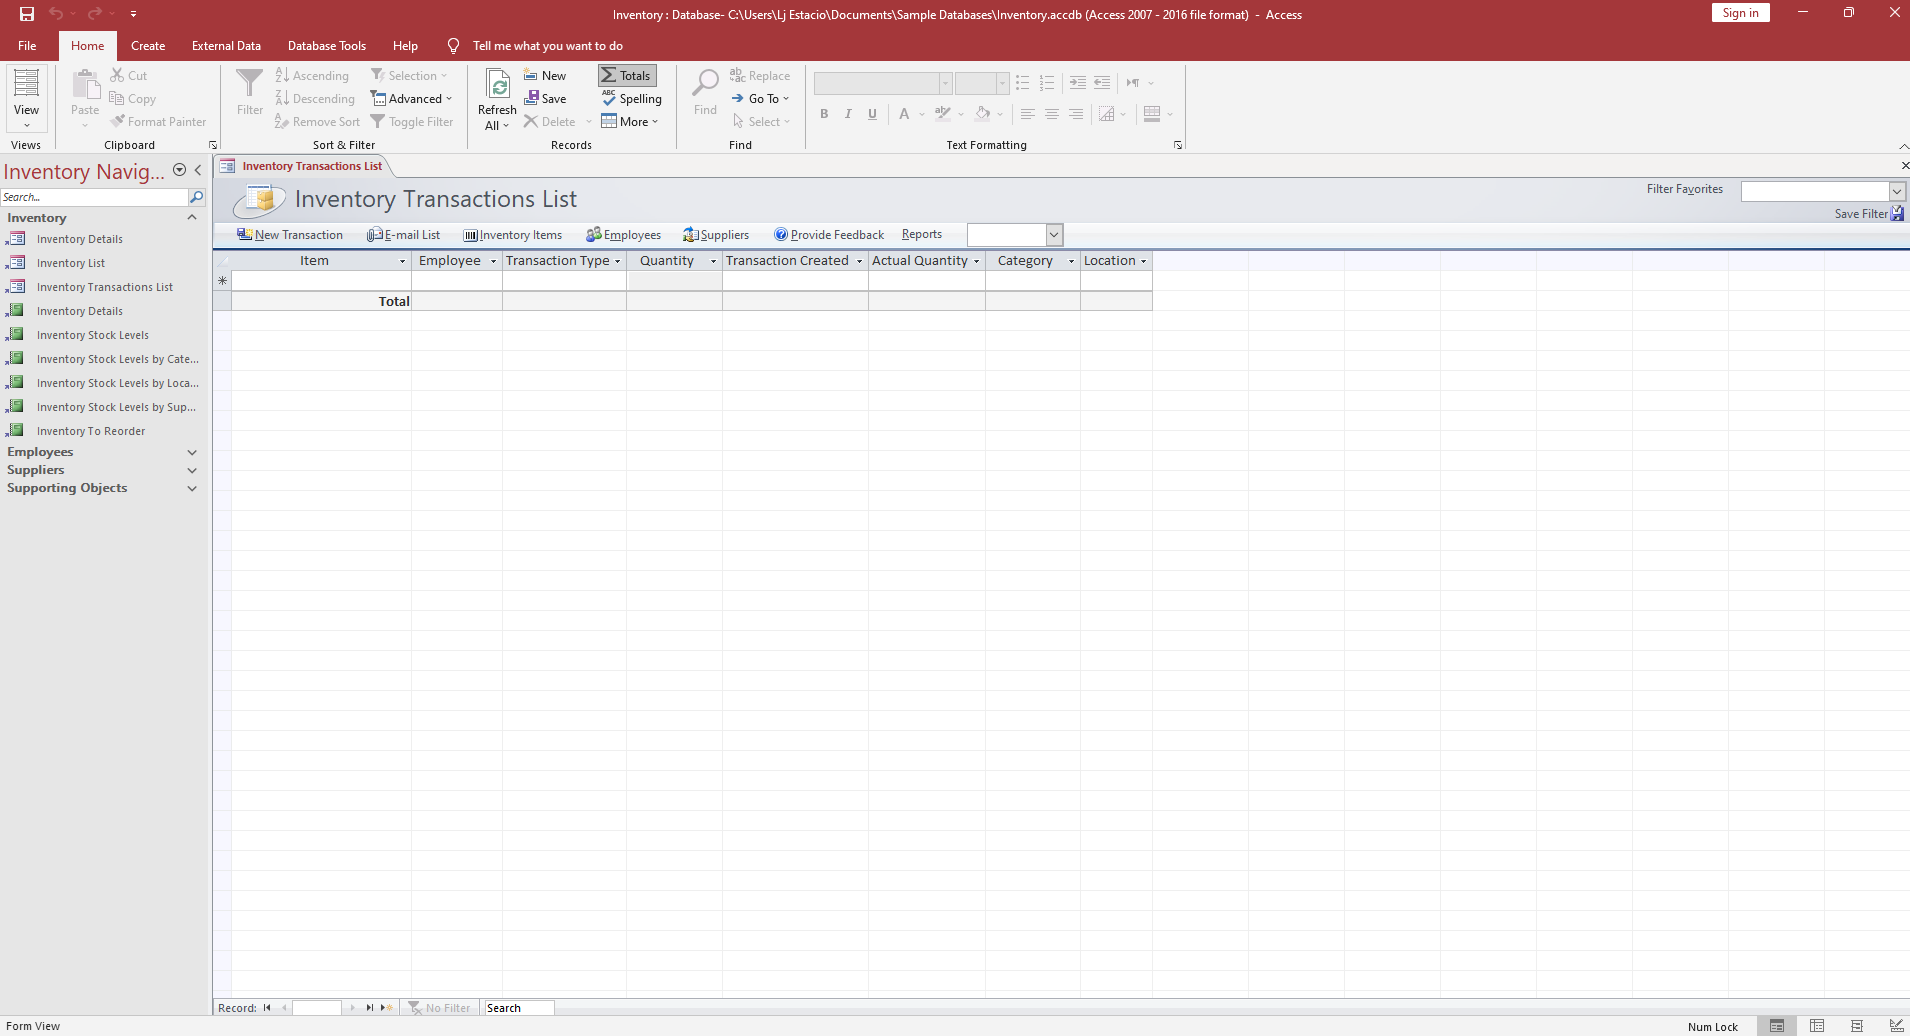 Inventory : Database- C:\Users\Lj Estacio\Documents\Sample Databases\Inventory.accdb (Access 2007 - 2016 file format) - Access
Sign in
File Home Create External Data Database Tools Help Tell me what you want to do
View
Views
Paste
Cut
Copy
Format Painter
Clipboard
Filter
Ascending
Descending
Remove Sort
Selection
Advanced
Toggle Filter
Sort & Filter
Refresh
All
New
Save
Delete
Totals
Spelling
More
Records
Find
Replace
Go To
Select
Find
B I U A
Text Formatting
Inventory Navig...
Search...
Inventory
Inventory Details
Inventory List
Inventory Transactions List
Inventory Details
Inventory Stock Levels
Inventory Stock Levels by Cate...
Inventory Stock Levels by Loca...
Inventory Stock Levels by Sup...
Inventory To Reorder
Employees
Suppliers
Supporting Objects
Inventory Transactions List
Inventory Transactions List
Filter Favorites
Save Filter
New Transaction E-mail List Inventory Items Employees Suppliers Provide Feedback Reports
Item Employee Transaction Type Quantity Transaction Created Actual Quantity Category Location
Total
Record: No Filter Search
Form View
Num Lock